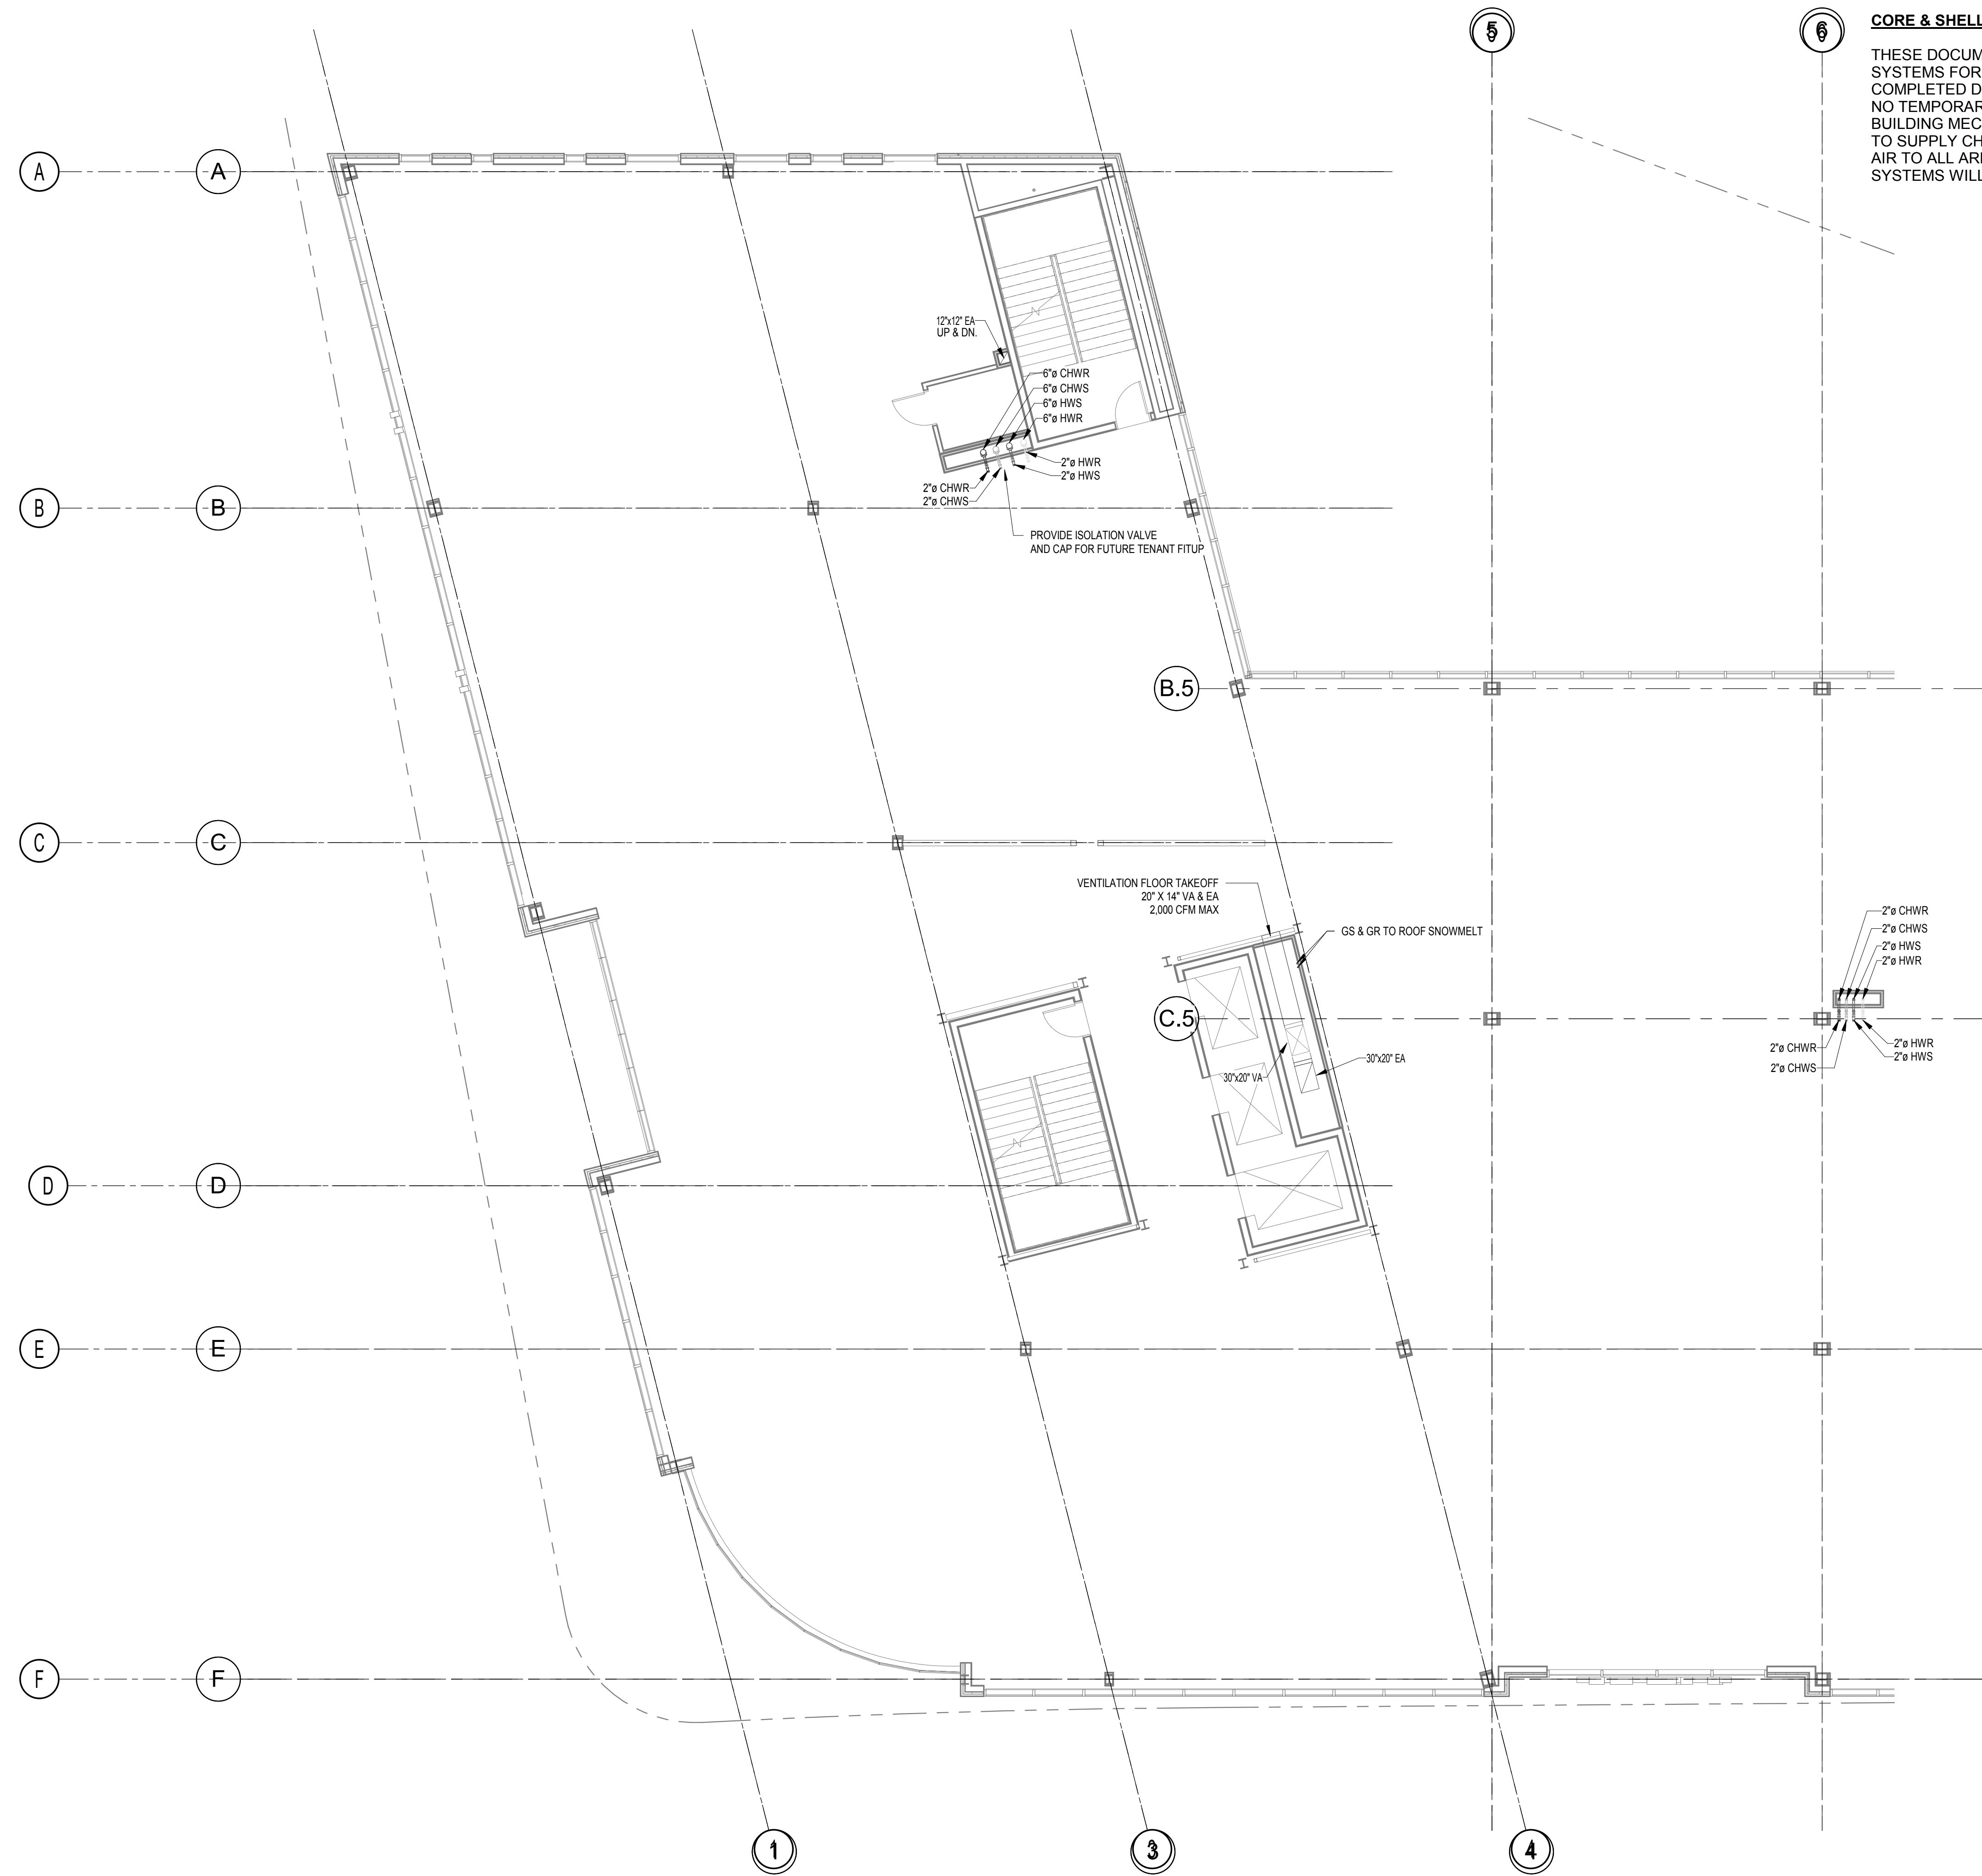 5
6
CORE & SHELL
THESE DOCUM
SYSTEMS FOR
COMPLETED D
NO TEMPORAR
BUILDING MEC
TO SUPPLY CH
AIR TO ALL ARE
SYSTEMS WILL
A
A
12"x12" EA
UP & DN.
6"ø CHWR
6"ø CHWS
6"ø HWS
6"ø HWR
2"ø HWR
2"ø HWS
2"ø CHWR
2"ø CHWS
B
B
PROVIDE ISOLATION VALVE
AND CAP FOR FUTURE TENANT FITUP
B.5
C
C
VENTILATION FLOOR TAKEOFF
20" X 14" VA & EA
2,000 CFM MAX
GS & GR TO ROOF SNOWMELT
2"ø CHWR
2"ø CHWS
2"ø HWS
2"ø HWR
C.5
30"x20" EA
30"x20" VA
2"ø CHWR
2"ø CHWS
2"ø HWR
2"ø HWS
D
D
E
E
F
F
1
3
4